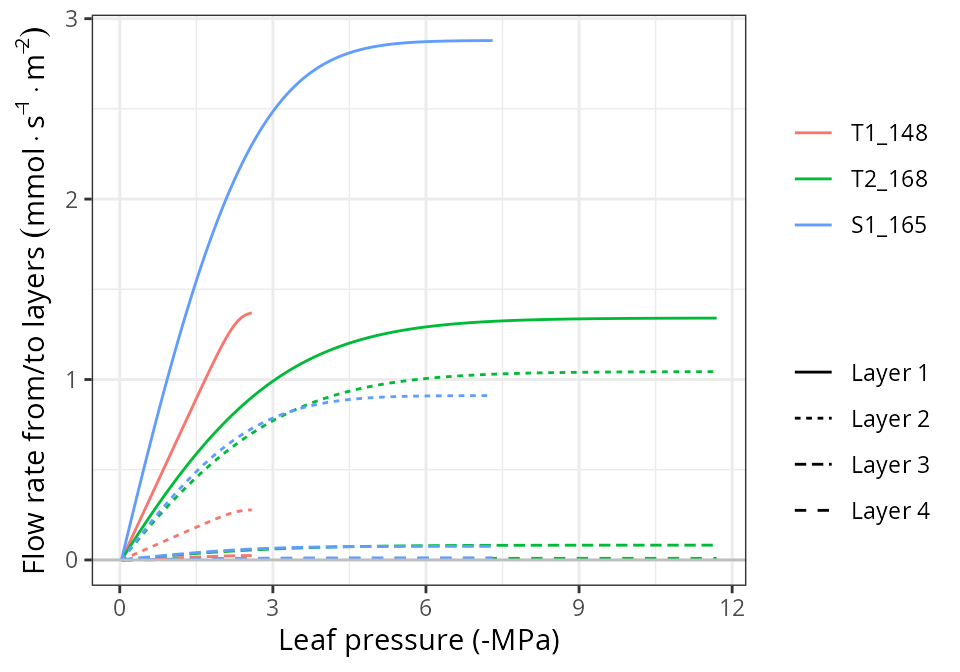 Flow rate from/to layers (mmol · s⁻¹ · m⁻²)
3
2
1
0
0 3 6 9 12
Leaf pressure (-MPa)
T1_148
T2_168
S1_165
Layer 1
Layer 2
Layer 3
Layer 4